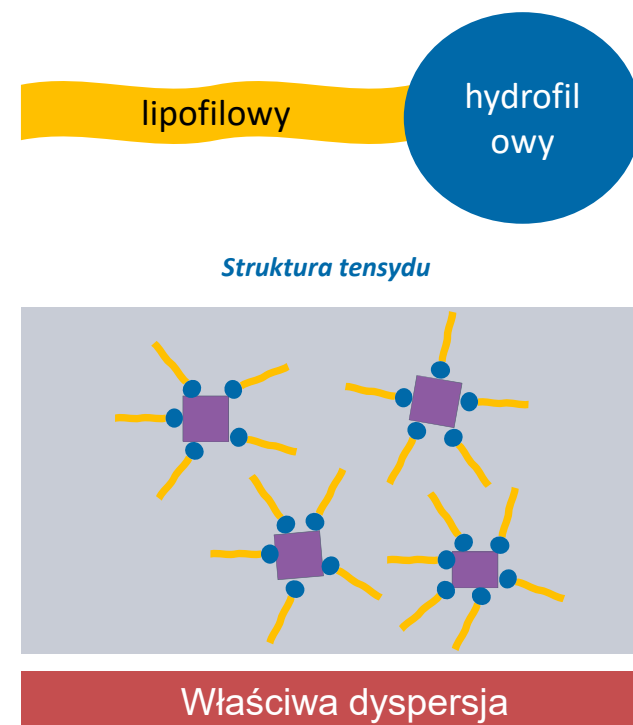 lipofilowy
hydrofil
owy
Struktura tensydu
Właściwa dyspersja